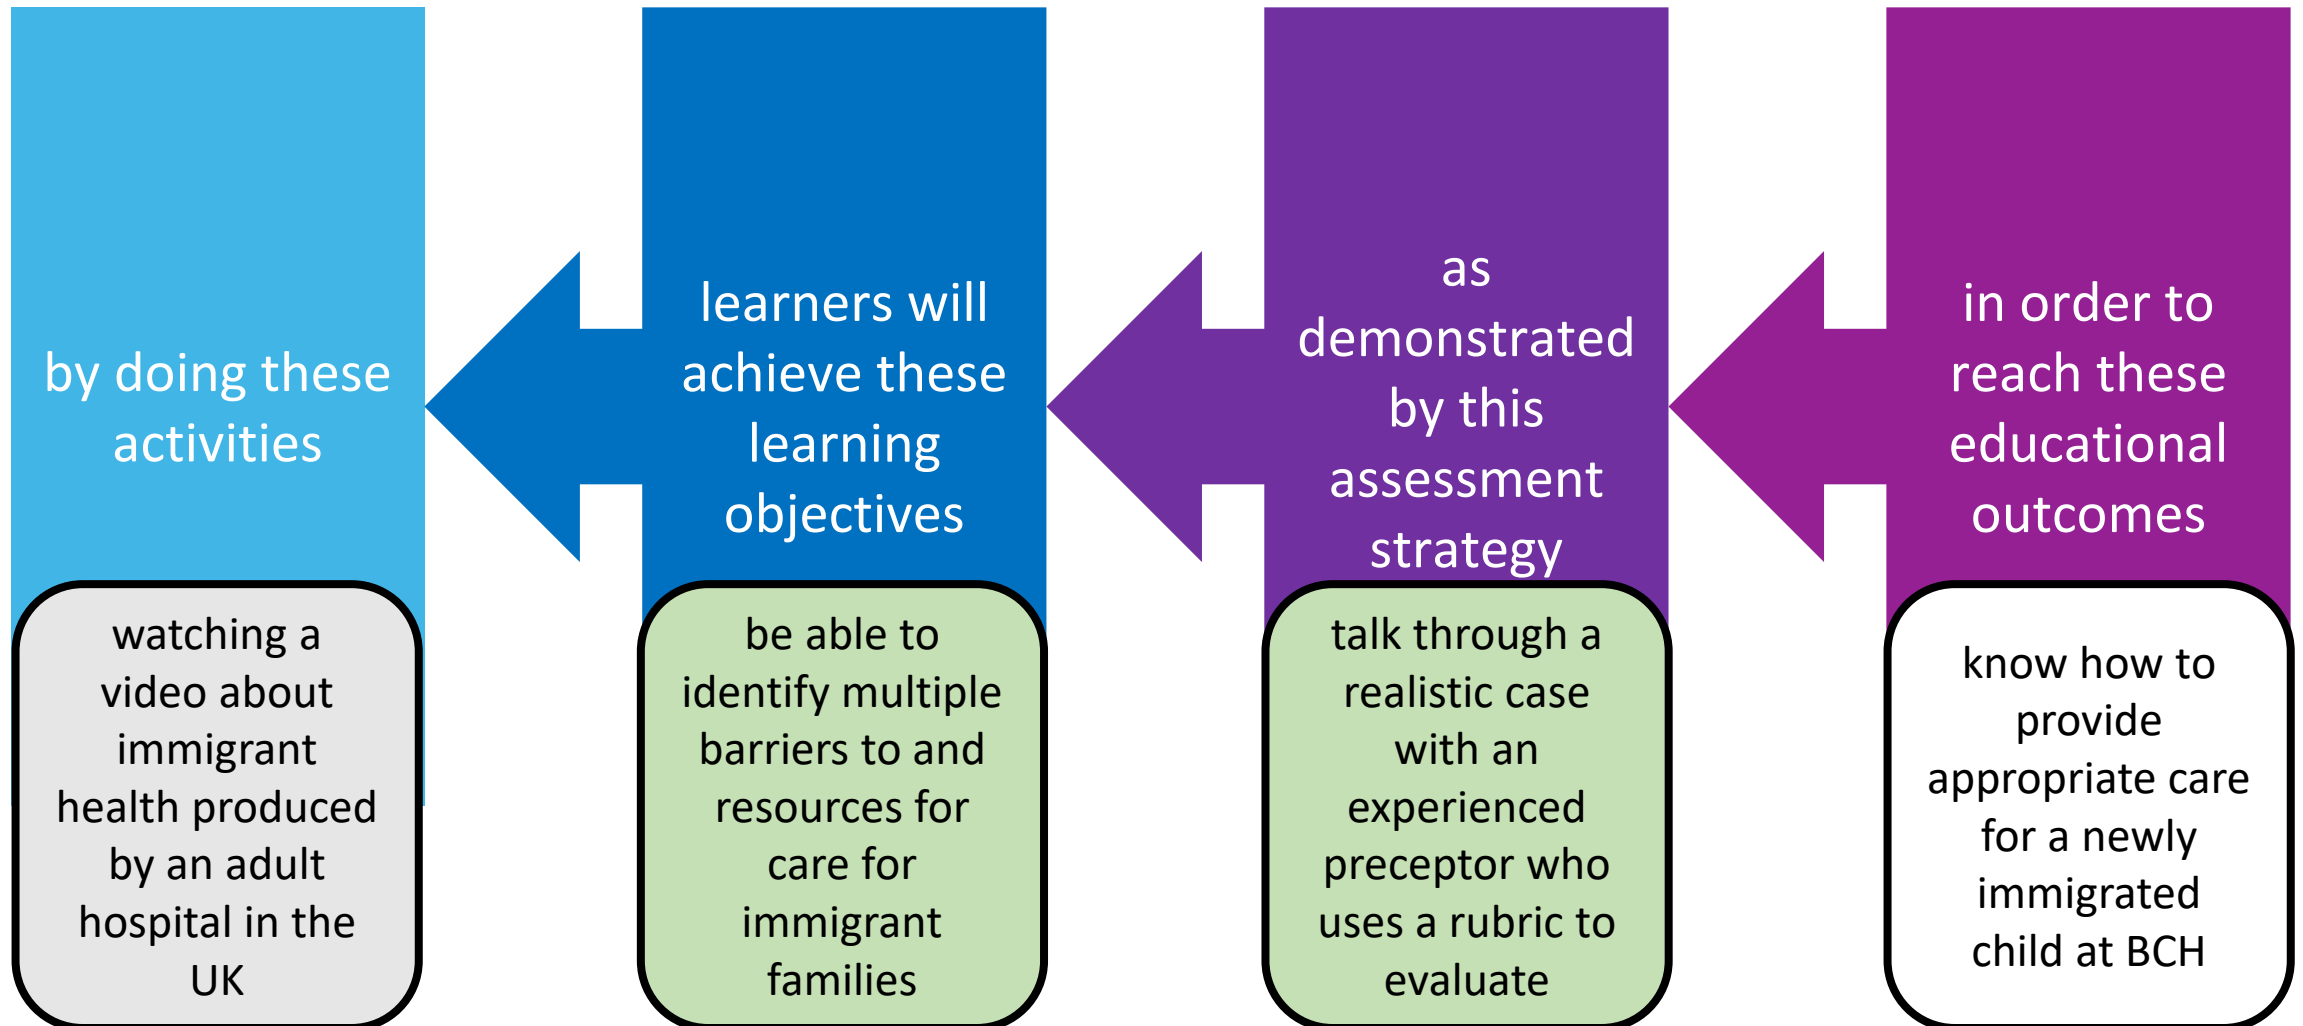 by doing these
activities
learners will
achieve these
learning
objectives
as
demonstrated
by this
assessment
strategy
in order to
reach these
educational
outcomes
watching a
video about
immigrant
health produced
by an adult
hospital in the
UK
be able to
identify multiple
barriers to and
resources for
care for
immigrant
families
talk through a
realistic case
with an
experienced
preceptor who
uses a rubric to
evaluate
know how to
provide
appropriate care
for a newly
immigrated
child at BCH